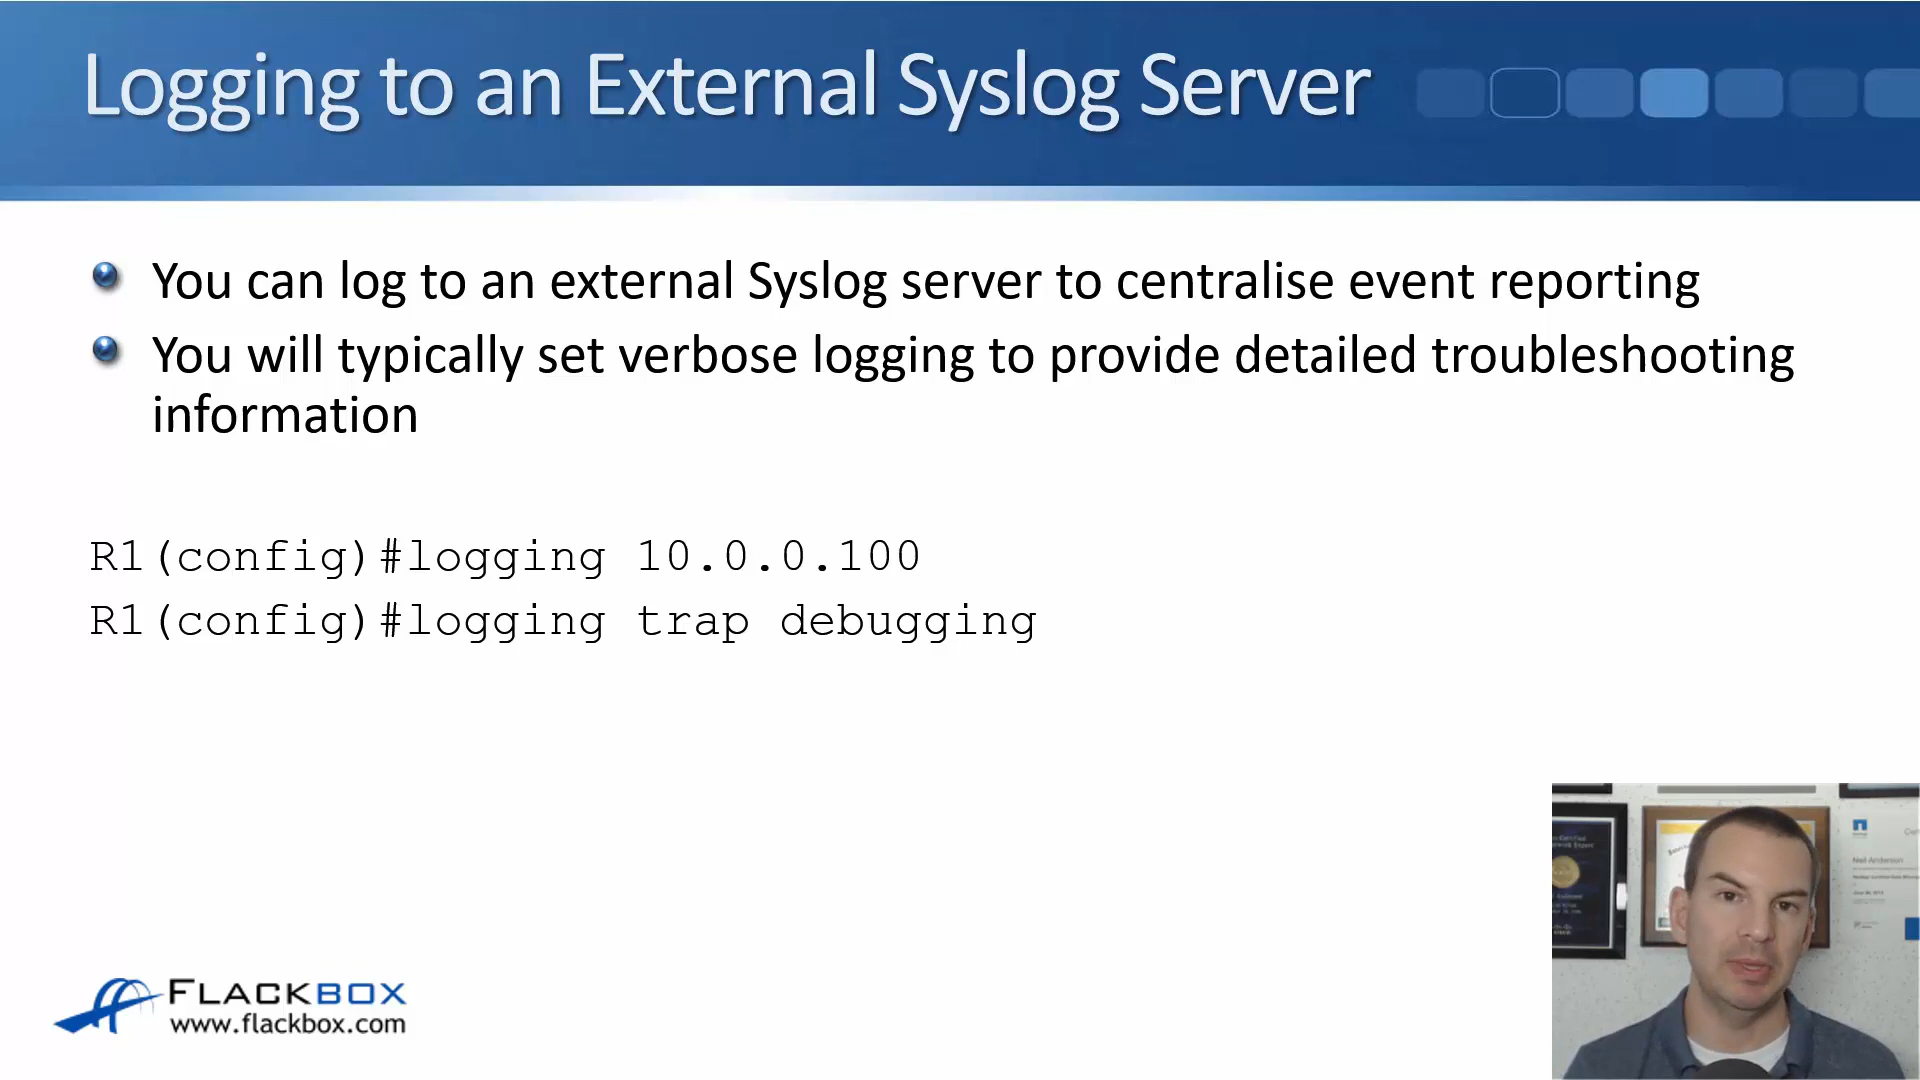 Logging to an External Syslog Server
You can log to an external Syslog server to centralise event reporting
You will typically set verbose logging to provide detailed troubleshooting
information
R1(config)#logging 10.0.0.100
R1(config)#logging trap debugging
FLACKBOX
www.flackbox.com
Neil Anderson